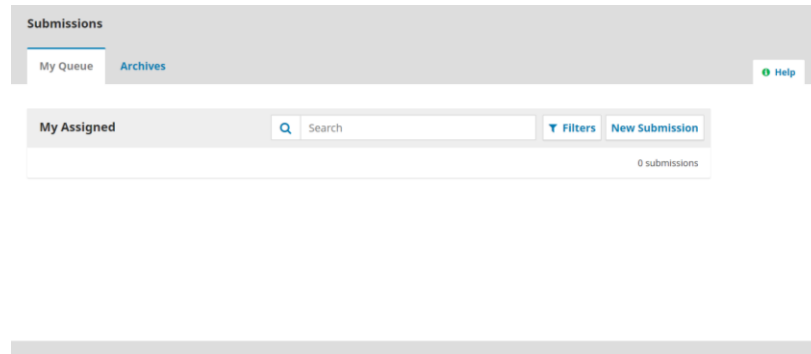 Submissions
My Queue Archives
Help
My Assigned Search Filters New Submission
0 submissions